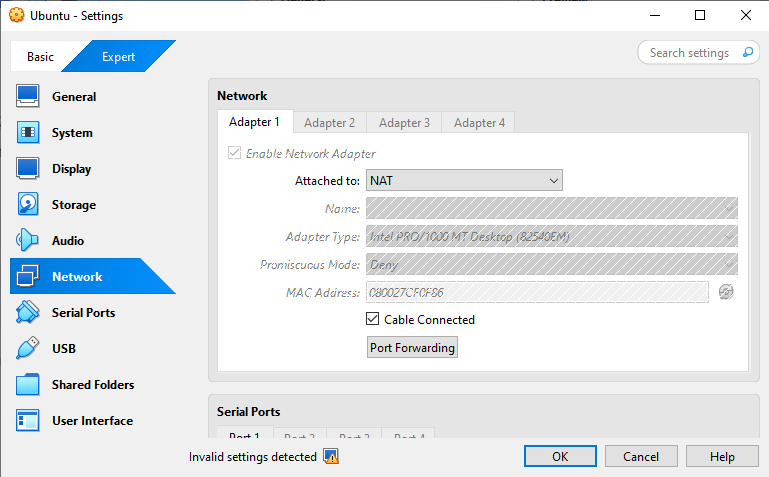 Ubuntu - Settings
Basic
Expert
Search settings
General
System
Display
Storage
Audio
Network
Serial Ports
USB
Shared Folders
User Interface
Network
Adapter 1
Adapter 2
Adapter 3
Adapter 4
Enable Network Adapter
Attached to: NAT
Name:
Adapter Type: Intel PRO/1000 MT Desktop (82540EM)
Promiscuous Mode: Deny
MAC Address: 080027CF0F86
Cable Connected
Port Forwarding
Serial Ports
Port 1
Port 2
Port 3
Port 4
Invalid settings detected
OK
Cancel
Help